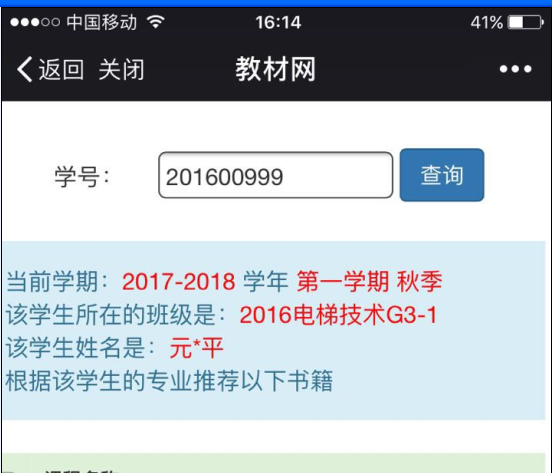 中国移动 16:14 41%
返回 关闭 教材网
学号： 201600999 查询
当前学期：2017-2018 学年 第一学期 秋季
该学生所在的班级是：2016电梯技术G3-1
该学生姓名是：元*平
根据该学生的专业推荐以下书籍